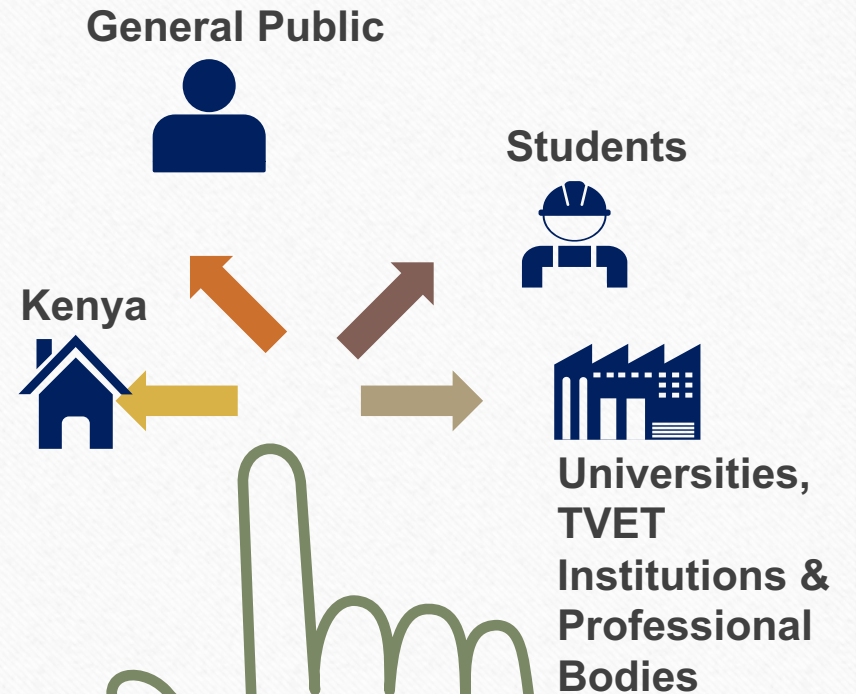 General Public
Students
Kenya
Universities,
TVET
Institutions &
Professional
Bodies